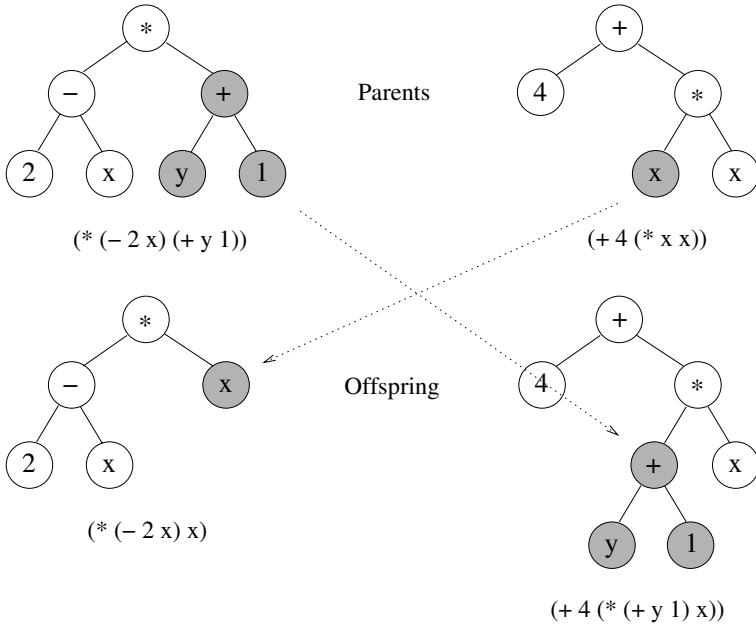 * +
− + Parents 4 *
2 x y 1 x x
(* (− 2 x) (+ y 1)) (+ 4 (* x x))
* +
− x Offspring 4 *
2 x + x
(* (− 2 x) x)
y 1
(+ 4 (* (+ y 1) x))